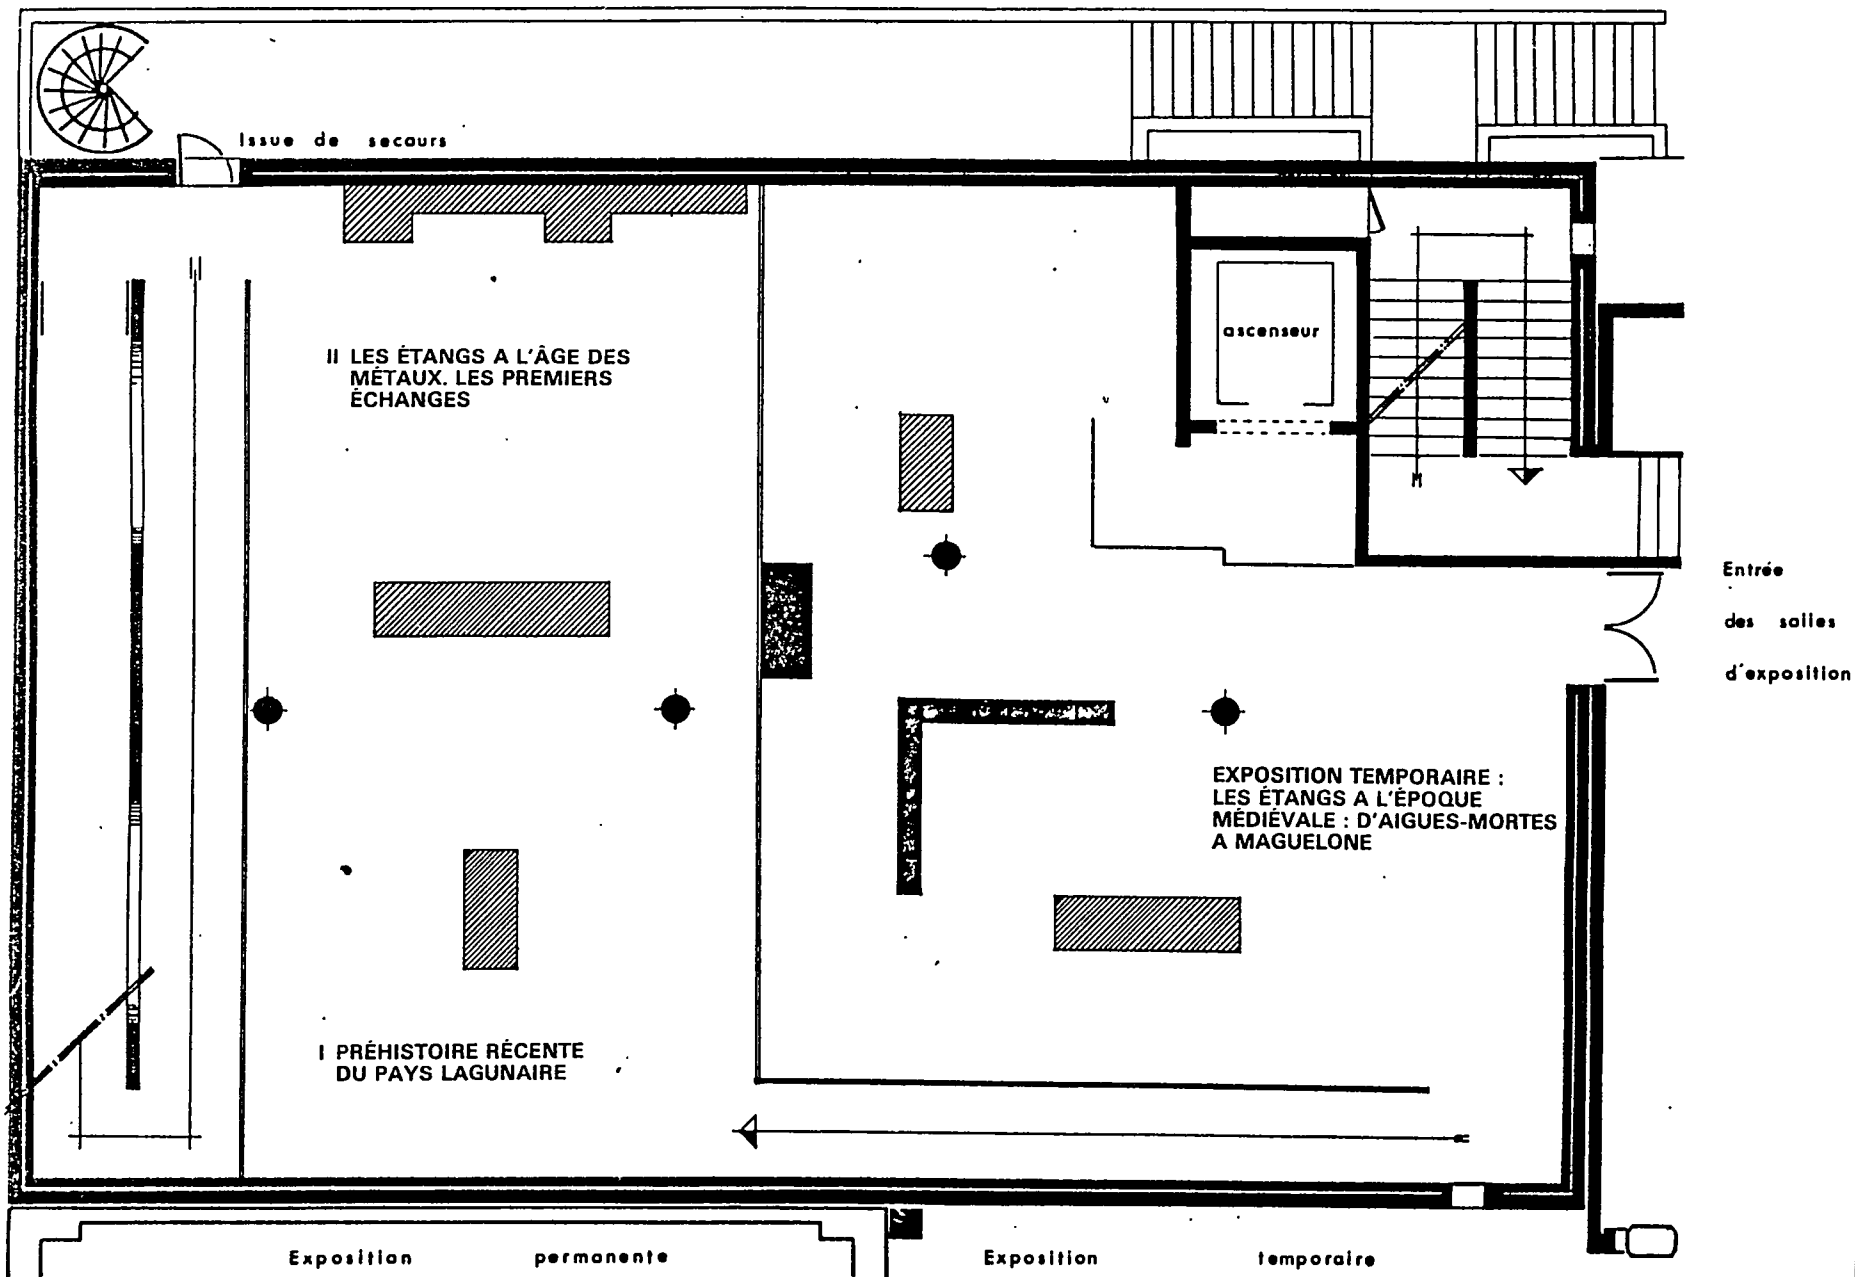 Issue de secours
II LES ÉTANGS A L'ÂGE DES
MÉTAUX. LES PREMIERS
ÉCHANGES
ascenseur
Entrée
des salles
d'exposition
EXPOSITION TEMPORAIRE :
LES ÉTANGS A L'ÉPOQUE
MÉDIÉVALE : D'AIGUES-MORTES
A MAGUELONE
I PRÉHISTOIRE RÉCENTE
DU PAYS LAGUNAIRE
Exposition permanente
Exposition temporaire